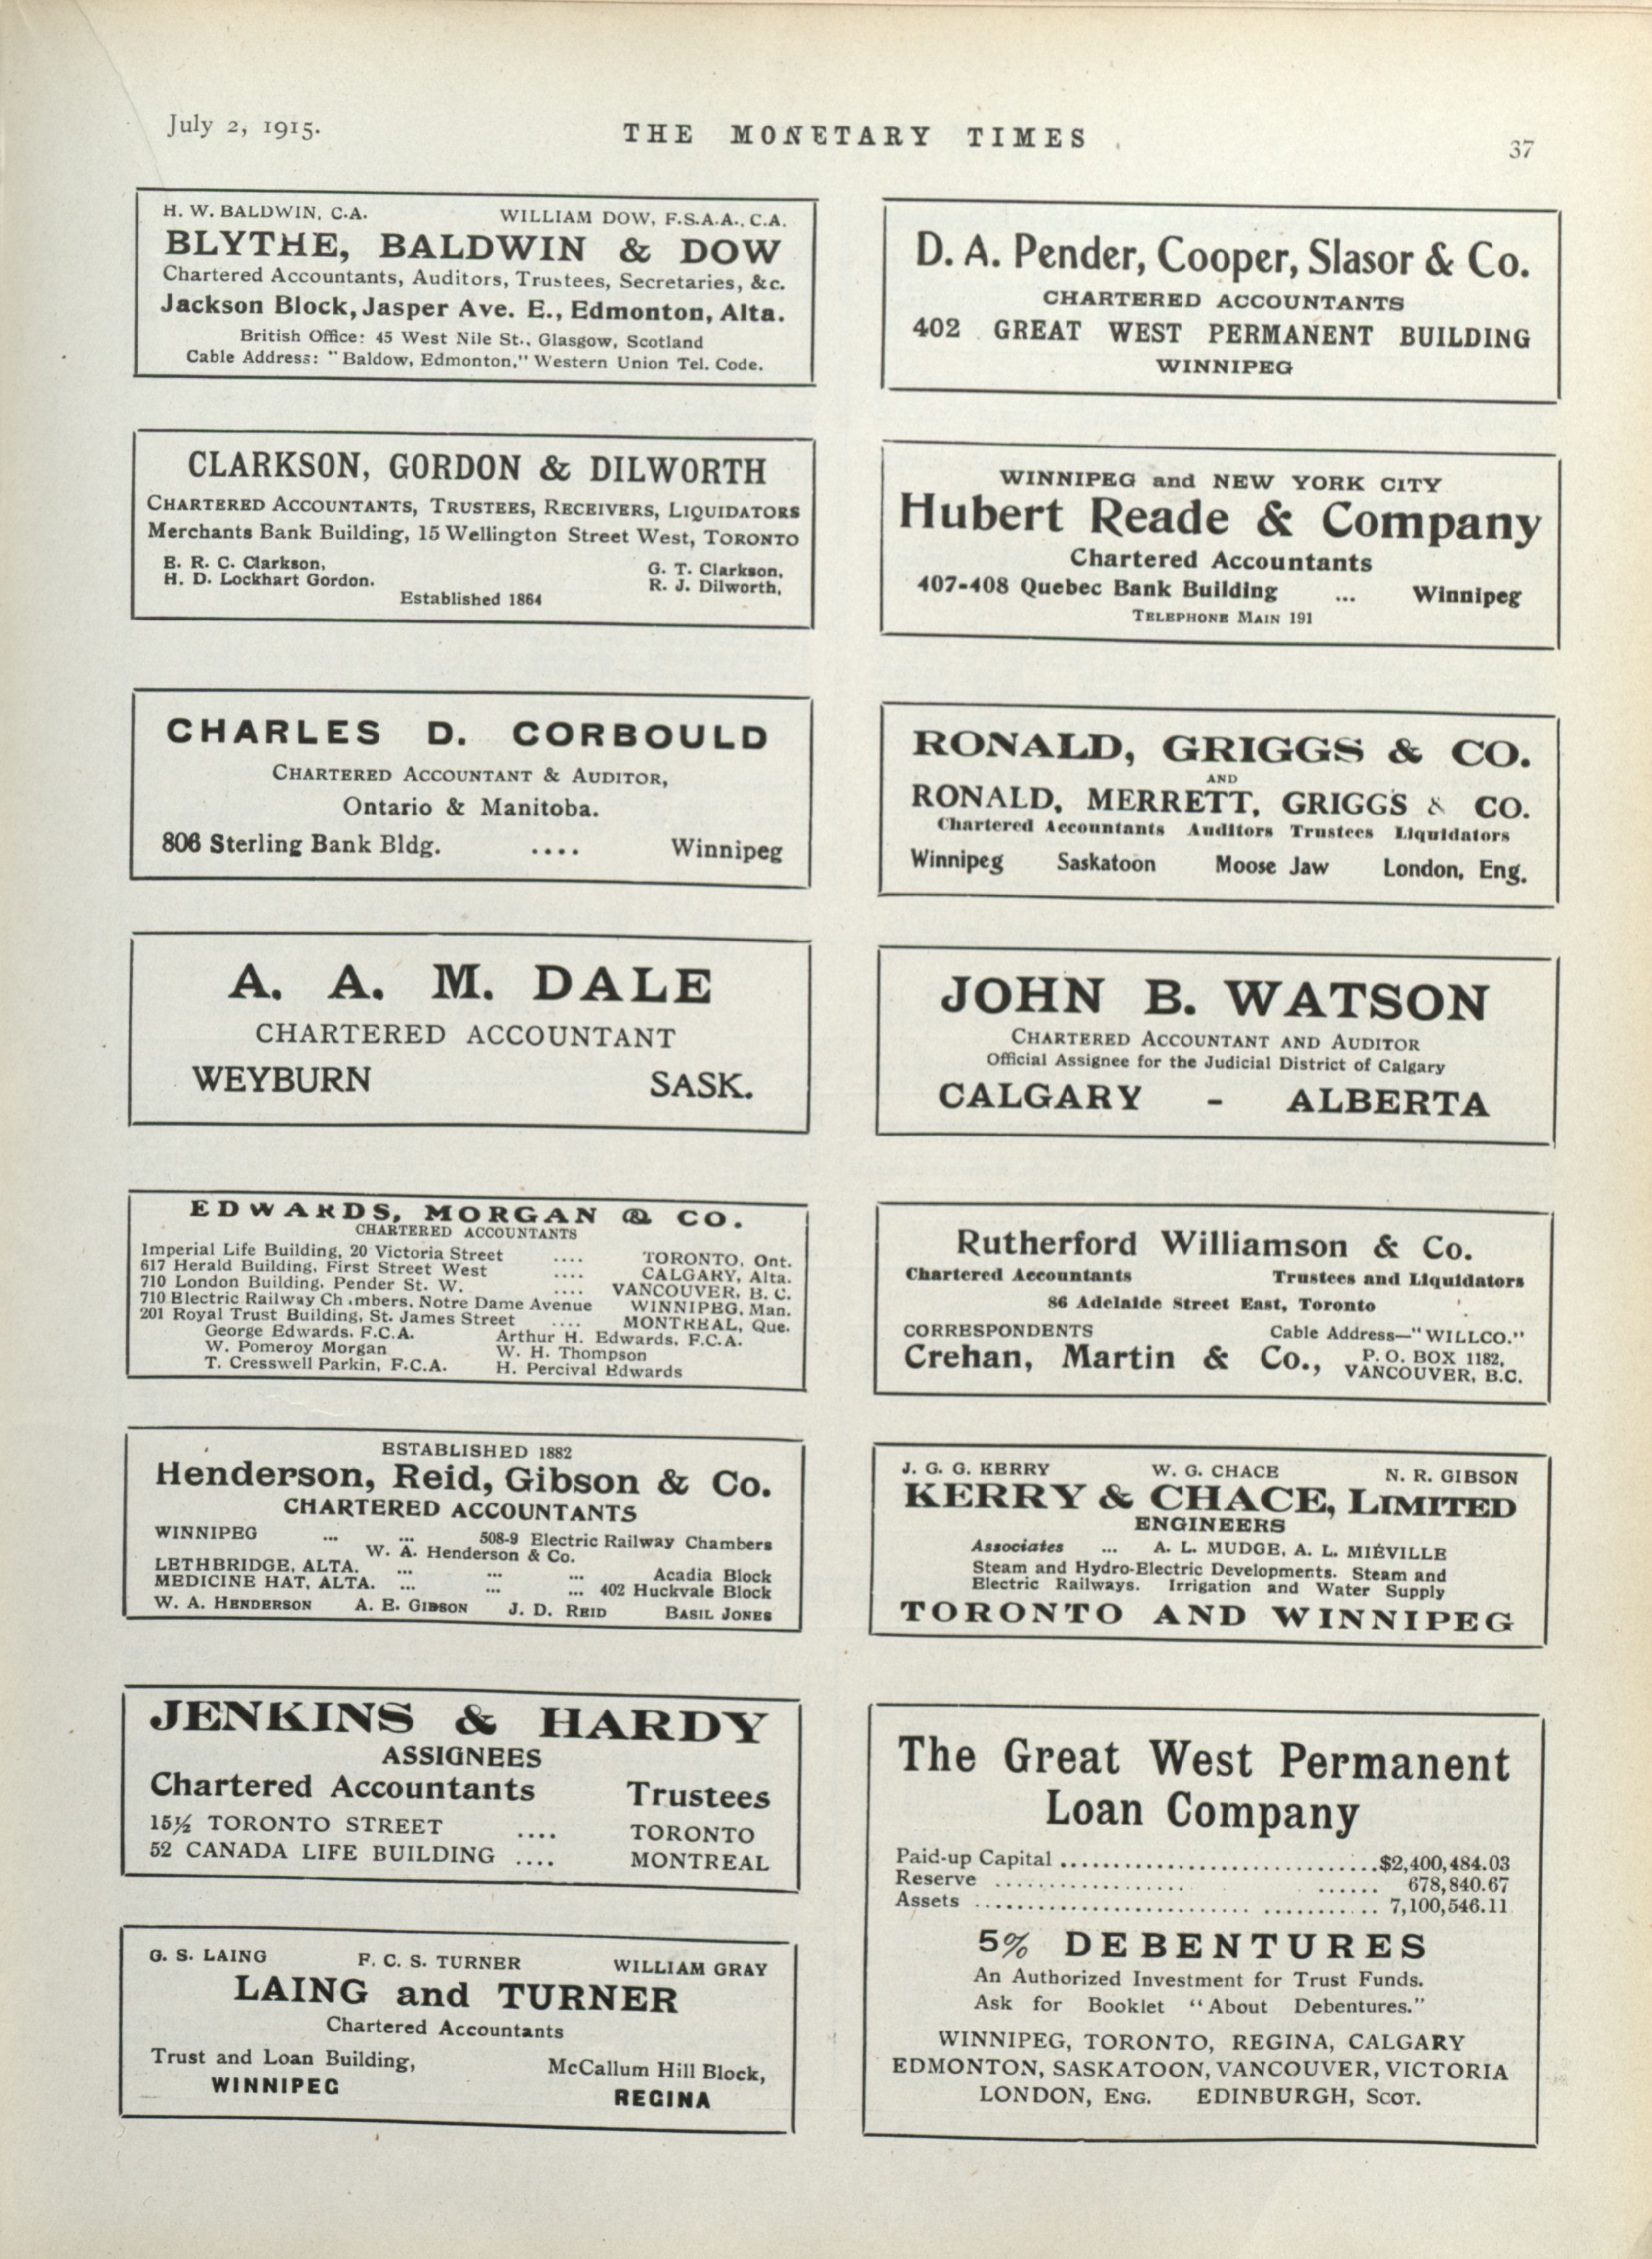 July 2, 1915.
THE MONETARY TIMES
37
H. W. BALDWIN, C.A. WILLIAM DOW, F.S.A.A., C.A.
BLYTHE, BALDWIN & DOW
Chartered Accountants, Auditors, Trustees, Secretaries, &c.
Jackson Block, Jasper Ave. E., Edmonton, Alta.
British Office: 45 West Nile St., Glasgow, Scotland
Cable Address: "Baldow, Edmonton," Western Union Tel. Code.
CLARKSON, GORDON & DILWORTH
CHARTERED ACCOUNTANTS, TRUSTEES, RECEIVERS, LIQUIDATORS
Merchants Bank Building, 15 Wellington Street West, TORONTO
E. R. C. Clarkson, G. T. Clarkson,
H. D. Lockhart Gordon. R. J. Dilworth,
Established 1864
CHARLES D. CORBOULD
CHARTERED ACCOUNTANT & AUDITOR,
Ontario & Manitoba.
806 Sterling Bank Bldg. .... Winnipeg
A. A. M. DALE
CHARTERED ACCOUNTANT
WEYBURN SASK.
EDWARDS, MORGAN & CO.
CHARTERED ACCOUNTANTS
Imperial Life Building, 20 Victoria Street .... TORONTO, Ont.
617 Herald Building, First Street West .... CALGARY, Alta.
710 London Building, Pender St. W. .... VANCOUVER, B. C.
710 Electric Railway Chambers, Notre Dame Avenue WINNIPEG, Man.
201 Royal Trust Building, St. James Street .... MONTREAL, Que.
George Edwards, F.C.A. Arthur H. Edwards, F.C.A.
W. Pomeroy Morgan W. H. Thompson
T. Cresswell Parkin, F.C.A. H. Percival Edwards
ESTABLISHED 1882
Henderson, Reid, Gibson & Co.
CHARTERED ACCOUNTANTS
WINNIPEG ... ... 508-9 Electric Railway Chambers
W. A. Henderson & Co.
LETHBRIDGE, ALTA. ... ... ... Acadia Block
MEDICINE HAT, ALTA. ... ... ... 402 Huckvale Block
W. A. HENDERSON A. E. GIBSON J. D. REID BASIL JONES
JENKINS & HARDY
ASSIGNEES
Chartered Accountants Trustees
15½ TORONTO STREET .... TORONTO
52 CANADA LIFE BUILDING .... MONTREAL
G. S. LAING F. C. S. TURNER WILLIAM GRAY
LAING and TURNER
Chartered Accountants
Trust and Loan Building, McCallum Hill Block,
WINNIPEG REGINA
D. A. Pender, Cooper, Slasor & Co.
CHARTERED ACCOUNTANTS
402 GREAT WEST PERMANENT BUILDING
WINNIPEG
WINNIPEG and NEW YORK CITY
Hubert Reade & Company
Chartered Accountants
407-408 Quebec Bank Building ... Winnipeg
TELEPHONE MAIN 191
RONALD, GRIGGS & CO.
AND
RONALD, MERRETT, GRIGGS & CO.
Chartered Accountants Auditors Trustees Liquidators
Winnipeg Saskatoon Moose Jaw London, Eng.
JOHN B. WATSON
CHARTERED ACCOUNTANT AND AUDITOR
Official Assignee for the Judicial District of Calgary
CALGARY - ALBERTA
Rutherford Williamson & Co.
Chartered Accountants Trustees and Liquidators
86 Adelaide Street East, Toronto
CORRESPONDENTS Cable Address—"WILLCO."
Crehan, Martin & Co., P. O. BOX 1182,
VANCOUVER, B.C.
J. G. G. KERRY W. G. CHACE N. R. GIBSON
KERRY & CHACE, LIMITED
ENGINEERS
Associates ... A. L. MUDGE, A. L. MIÉVILLE
Steam and Hydro-Electric Developments. Steam and
Electric Railways. Irrigation and Water Supply
TORONTO AND WINNIPEG
The Great West Permanent
Loan Company
Paid-up Capital ..............................$2,400,484.03
Reserve .................. ...... 678,840.67
Assets .......................... ........... 7,100,546.11
5% DEBENTURES
An Authorized Investment for Trust Funds.
Ask for Booklet "About Debentures."
WINNIPEG, TORONTO, REGINA, CALGARY
EDMONTON, SASKATOON, VANCOUVER, VICTORIA
LONDON, ENG. EDINBURGH, SCOT.